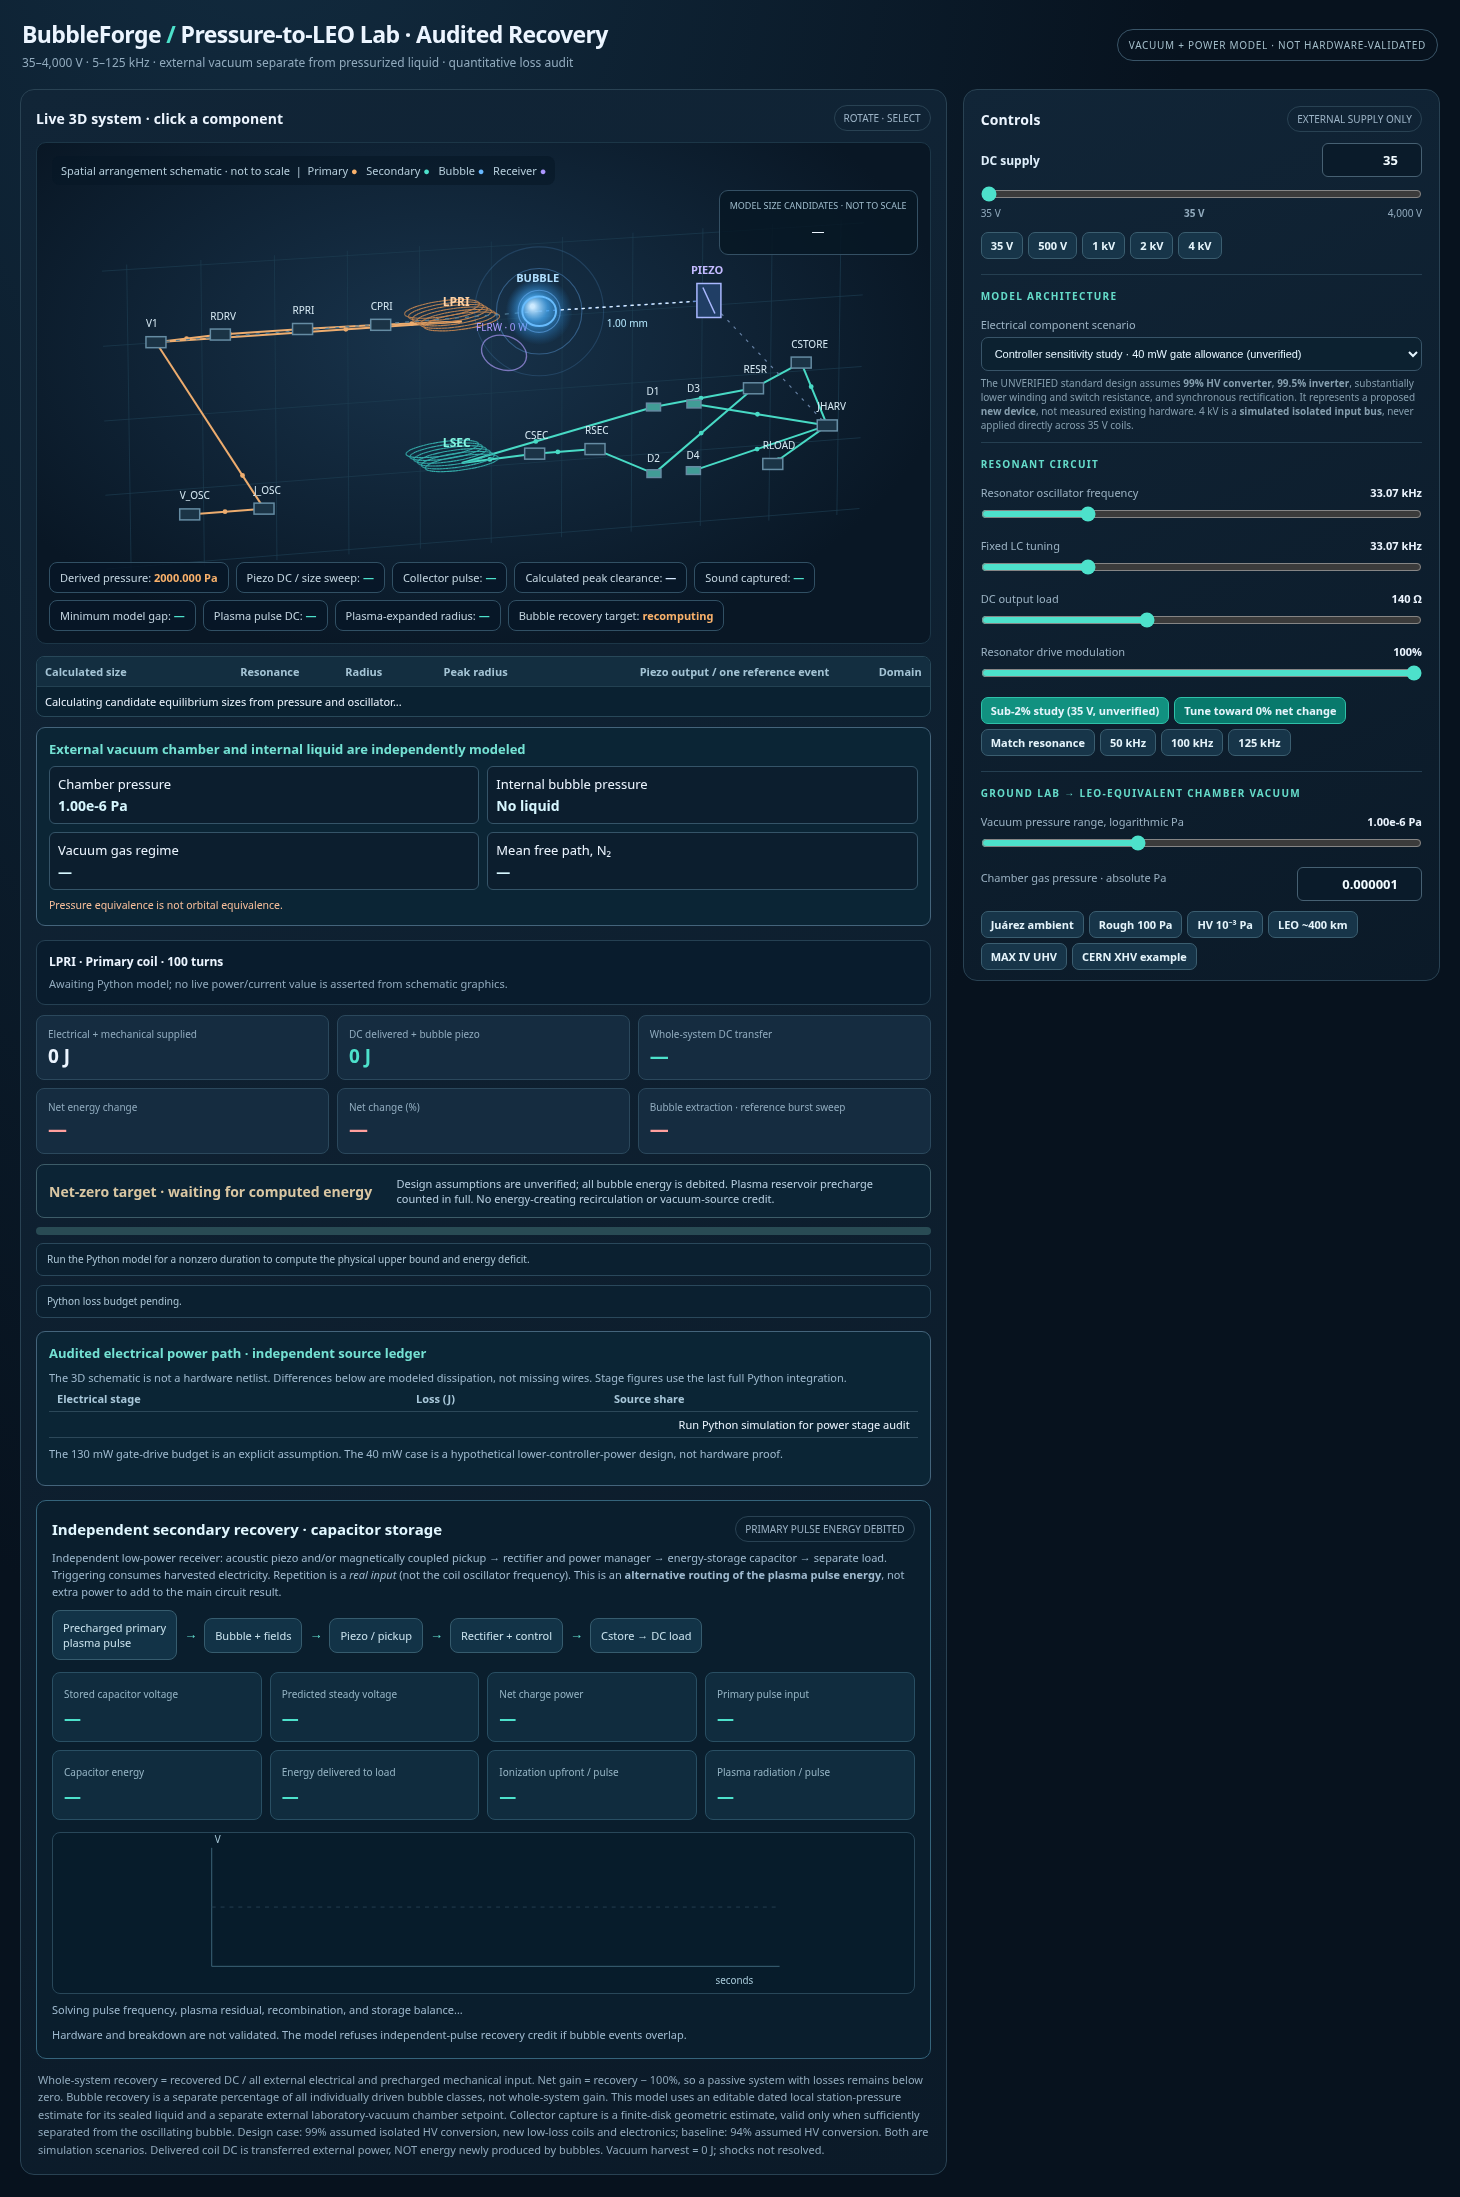 BubbleForge / Pressure-to-LEO Lab · Audited Recovery
35–4,000 V · 5–125 kHz · external vacuum separate from pressurized liquid · quantitative loss audit
VACUUM + POWER MODEL · NOT HARDWARE-VALIDATED
Live 3D system · click a component
ROTATE · SELECT
Spatial arrangement schematic · not to scale | Primary ● Secondary ● Bubble ● Receiver ●
MODEL SIZE CANDIDATES · NOT TO SCALE
—
V1
RDRV
RPRI
CPRI
LPRI
BUBBLE
PIEZO
FLRW · 0 W
1.00 mm
CSTORE
RESR
D1
D3
JHARV
LSEC
CSEC
RSEC
RLOAD
D2
D4
V_OSC
J_OSC
Derived pressure: 2000.000 Pa
Piezo DC / size sweep: —
Collector pulse: —
Calculated peak clearance: —
Sound captured: —
Minimum model gap: —
Plasma pulse DC: —
Plasma-expanded radius: —
Bubble recovery target: recomputing
Calculated size Resonance Radius Peak radius Piezo output / one reference event Domain
Calculating candidate equilibrium sizes from pressure and oscillator...
External vacuum chamber and internal liquid are independently modeled
Chamber pressure
1.00e-6 Pa
Internal bubble pressure
No liquid
Vacuum gas regime
—
Mean free path, N₂
—
Pressure equivalence is not orbital equivalence.
LPRI · Primary coil · 100 turns
Awaiting Python model; no live power/current value is asserted from schematic graphics.
Electrical + mechanical supplied
0 J
DC delivered + bubble piezo
0 J
Whole-system DC transfer
—
Net energy change
—
Net change (%)
—
Bubble extraction · reference burst sweep
—
Net-zero target · waiting for computed energy
Design assumptions are unverified; all bubble energy is debited. Plasma reservoir precharge
counted in full. No energy-creating recirculation or vacuum-source credit.
Run the Python model for a nonzero duration to compute the physical upper bound and energy deficit.
Python loss budget pending.
Audited electrical power path · independent source ledger
The 3D schematic is not a hardware netlist. Differences below are modeled dissipation, not missing wires. Stage figures use the last full Python integration.
Electrical stage Loss (J) Source share
Run Python simulation for power stage audit
The 130 mW gate-drive budget is an explicit assumption. The 40 mW case is a hypothetical lower-controller-power design, not hardware proof.
Independent secondary recovery · capacitor storage
PRIMARY PULSE ENERGY DEBITED
Independent low-power receiver: acoustic piezo and/or magnetically coupled pickup → rectifier and power manager → energy-storage capacitor → separate load.
Triggering consumes harvested electricity. Repetition is a real input (not the coil oscillator frequency). This is an alternative routing of the plasma pulse energy, not
extra power to add to the main circuit result.
Precharged primary
plasma pulse
→ Bubble + fields → Piezo / pickup → Rectifier + control → Cstore → DC load
Stored capacitor voltage
—
Predicted steady voltage
—
Net charge power
—
Primary pulse input
—
Capacitor energy
—
Energy delivered to load
—
Ionization upfront / pulse
—
Plasma radiation / pulse
—
V
seconds
Solving pulse frequency, plasma residual, recombination, and storage balance...
Hardware and breakdown are not validated. The model refuses independent-pulse recovery credit if bubble events overlap.
Whole-system recovery = recovered DC / all external electrical and precharged mechanical input. Net gain = recovery − 100%, so a passive system with losses remains below
zero. Bubble recovery is a separate percentage of all individually driven bubble classes, not whole-system gain. This model uses an editable dated local station-pressure
estimate for its sealed liquid and a separate external laboratory-vacuum chamber setpoint. Collector capture is a finite-disk geometric estimate, valid only when sufficiently
separated from the oscillating bubble. Design case: 99% assumed isolated HV conversion, new low-loss coils and electronics; baseline: 94% assumed HV conversion. Both are
simulation scenarios. Delivered coil DC is transferred external power, NOT energy newly produced by bubbles. Vacuum harvest = 0 J; shocks not resolved.
Controls
EXTERNAL SUPPLY ONLY
DC supply
35
35 V 35 V 4,000 V
35 V 500 V 1 kV 2 kV 4 kV
MODEL ARCHITECTURE
Electrical component scenario
Controller sensitivity study · 40 mW gate allowance (unverified)
The UNVERIFIED standard design assumes 99% HV converter, 99.5% inverter, substantially
lower winding and switch resistance, and synchronous rectification. It represents a proposed
new device, not measured existing hardware. 4 kV is a simulated isolated input bus, never
applied directly across 35 V coils.
RESONANT CIRCUIT
Resonator oscillator frequency 33.07 kHz
Fixed LC tuning 33.07 kHz
DC output load 140 Ω
Resonator drive modulation 100%
Sub-2% study (35 V, unverified) Tune toward 0% net change
Match resonance 50 kHz 100 kHz 125 kHz
GROUND LAB → LEO-EQUIVALENT CHAMBER VACUUM
Vacuum pressure range, logarithmic Pa 1.00e-6 Pa
Chamber gas pressure · absolute Pa 0.000001
Juárez ambient Rough 100 Pa HV 10⁻³ Pa LEO ~400 km
MAX IV UHV CERN XHV example